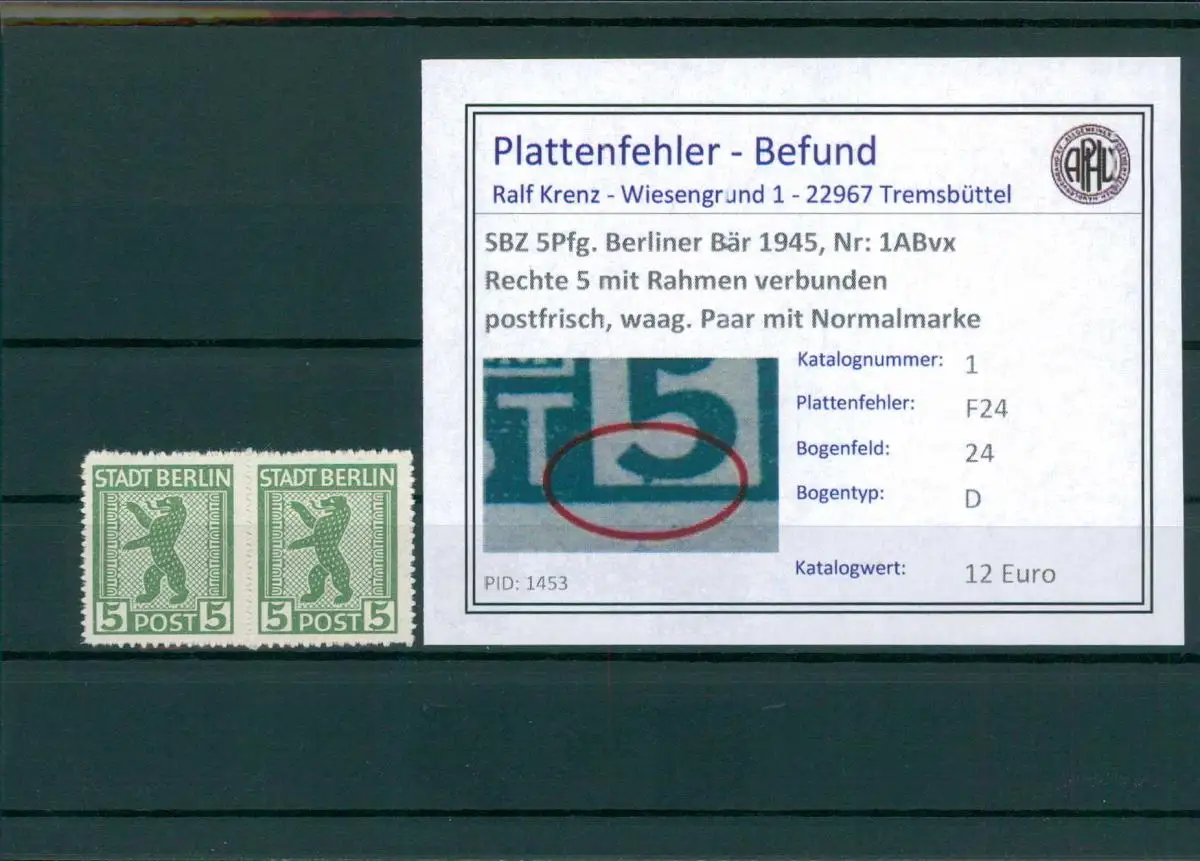 STADT BERLIN
5 POST 5
STADT BERLIN
5 POST 5
Plattenfehler - Befund
Ralf Krenz - Wiesengrund 1 - 22967 Tremsbüttel
SBZ 5Pfg. Berliner Bär 1945, Nr: 1ABvx
Rechte 5 mit Rahmen verbunden
postfrisch, waag. Paar mit Normalmarke
T 5
Katalognummer: 1
Plattenfehler: F24
Bogenfeld: 24
Bogentyp: D
Katalogwert: 12 Euro
PID: 1453